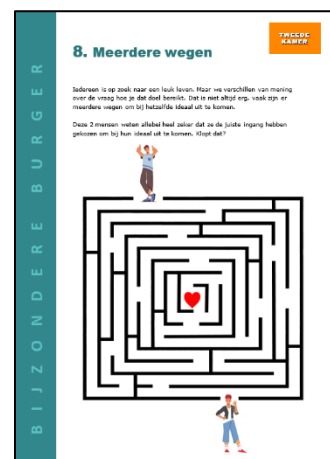 TWEEDE
KAMER
8. Meerdere wegen
Iedereen is op zoek naar een leuk leven. Maar we verschillen van mening
over de vraag hoe je dat doel bereikt. Dat is niet altijd erg, vaak zijn er
meerdere wegen om bij hetzelfde ideaal uit te komen.
Deze 2 mensen weten allebei heel zeker dat ze de juiste ingang hebben
gekozen om bij hun ideaal uit te komen. Klopt dat?
BIJZONDERE BURGER